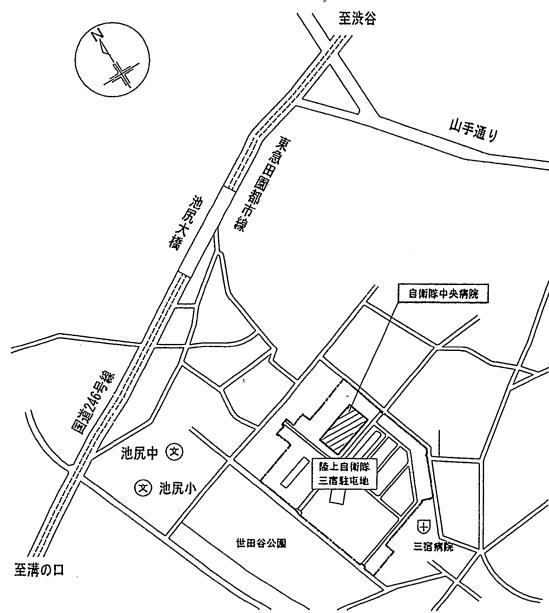 至渋谷
N
山手通り
東急田園都市線
池尻大橋
自衛隊中央病院
国道246号線
池尻中 文
文 池尻小
陸上自衛隊
三宿駐屯地
世田谷公園
三宿病院
至溝の口